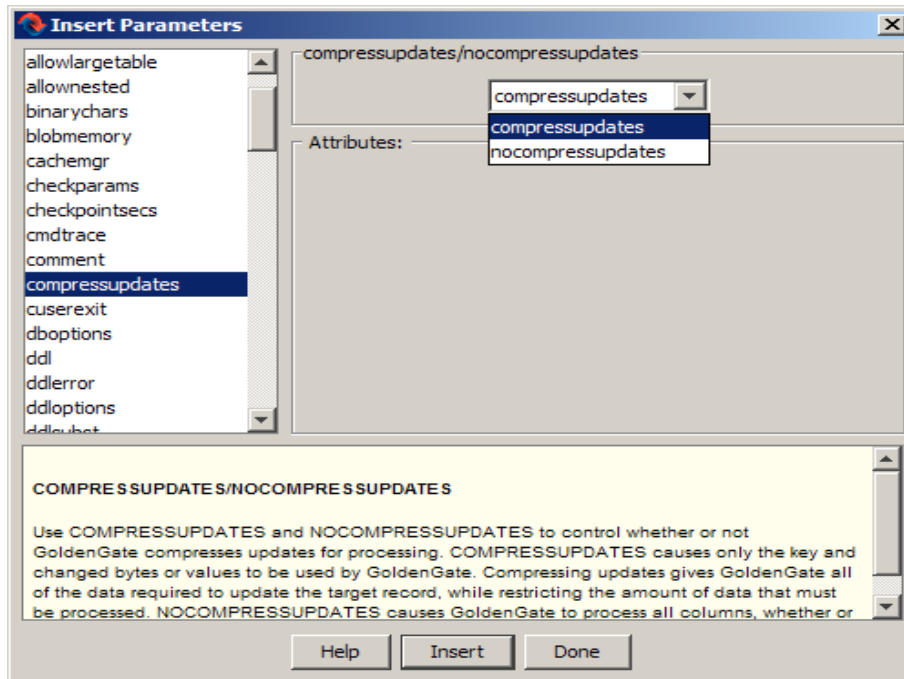 Insert Parameters
allowlargetable
allownested
binarychars
blobmemory
cachemgr
checkparams
checkpointsecs
cmdtrace
comment
compressupdates
cuserexit
dboptions
ddl
ddlerror
ddloptions
ddlsubst
compressupdates/nocompressupdates
compressupdates
compressupdates
nocompressupdates
Attributes:
COMPRESSUPDATES/NOCOMPRESSUPDATES
Use COMPRESSUPDATES and NOCOMPRESSUPDATES to control whether or not
GoldenGate compresses updates for processing. COMPRESSUPDATES causes only the key and
changed bytes or values to be used by GoldenGate. Compressing updates gives GoldenGate all
of the data required to update the target record, while restricting the amount of data that must
be processed. NOCOMPRESSUPDATES causes GoldenGate to process all columns, whether or
Help Insert Done